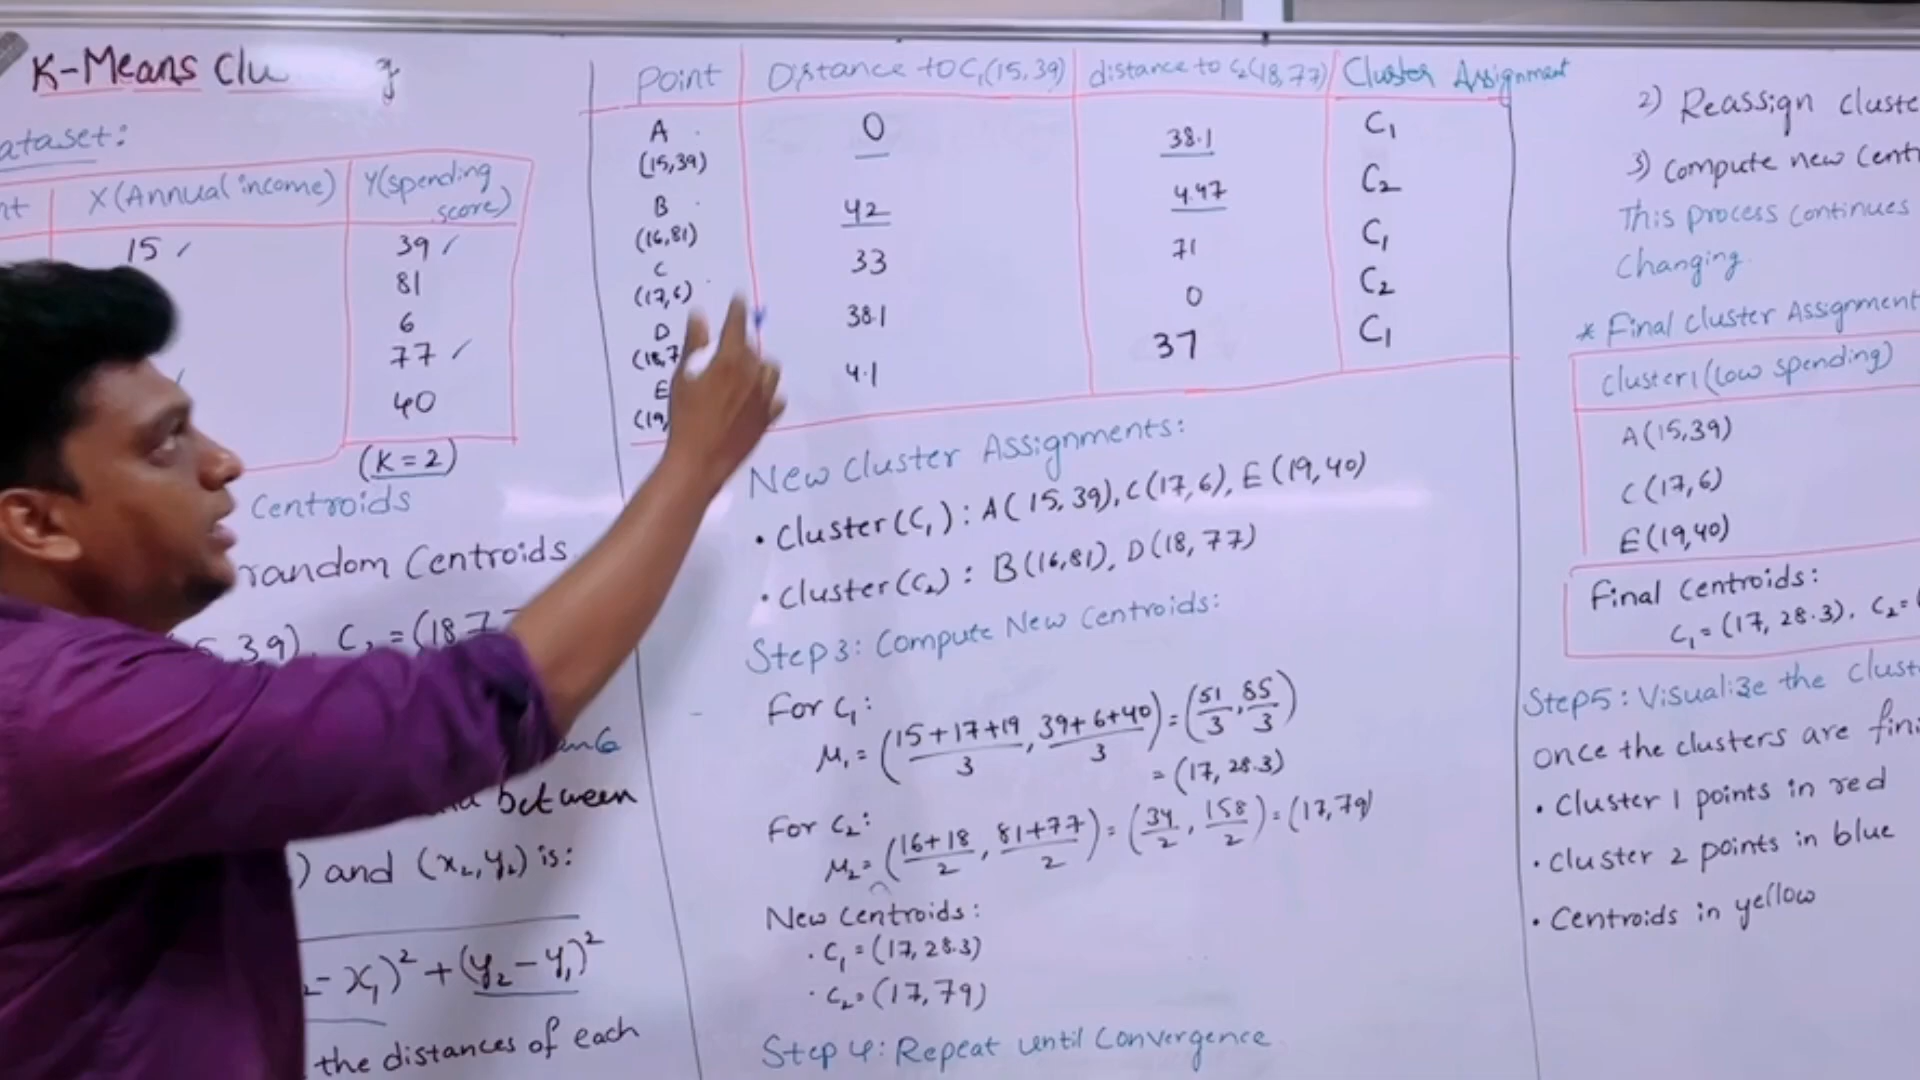 K-Means Clu
ataset:
nt X(Annual income) Y(spending score)
15 ✓ 39 ✓
81
6
77 ✓
40
(K=2)
Centroids
random Centroids
5,39), C₂=(18,7
between
) and (x₂,y₂) is:
- x₁)² + (y₂-y₁)²
the distances of each
Point Distance to C₁(15,39) distance to C₂(18,77) Cluster Assignment
A (15,39) 0 38.1 C₁
B (16,81) 42 4.47 C₂
C (17,6) 33 71 C₁
D (18,7 38.1 0 C₂
E (19, 4.1 37 C₁
New Cluster Assignments:
• Cluster(C₁): A(15,39), C(17,6), E(19,40)
• Cluster(C₂): B(16,81), D(18,77)
Step3: Compute New Centroids:
For C₁:
μ₁ = (15+17+19/3, 39+6+40/3) = (51/3, 85/3)
= (17, 28.3)
For C₂:
μ₂= (16+18/2, 81+77/2) = (34/2, 158/2) = (17,79)
New Centroids:
• C₁ = (17, 28.3)
• C₂= (17,79)
Step 4: Repeat until Convergence
2) Reassign cluste
3) Compute new Cent
This process continues
Changing
* Final cluster Assignment
cluster1 (low spending)
A(15,39)
C(17,6)
E(19,40)
Final Centroids:
C₁= (17, 28.3), C₂=
Step5: Visualize the clust
once the clusters are fin
• Cluster 1 points in red
• Cluster 2 points in blue
• Centroids in yellow